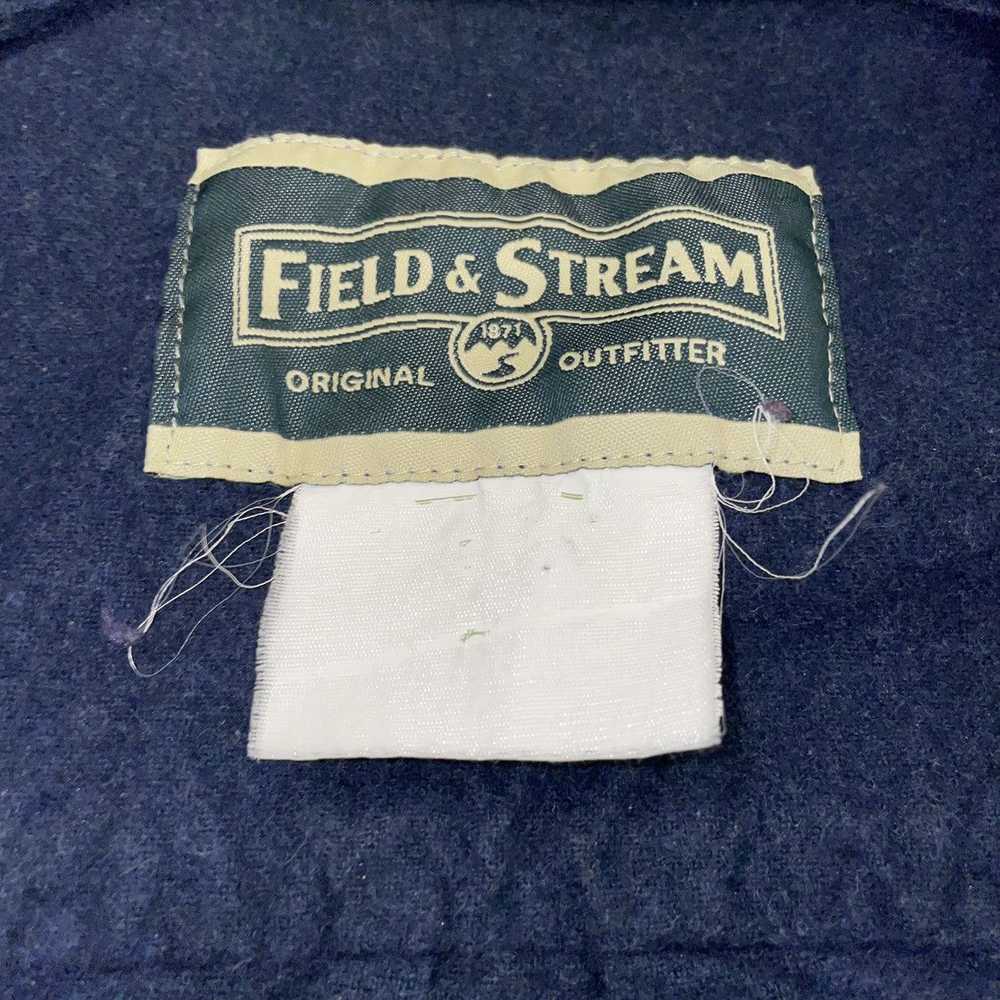 FIELD & STREAM
1971
ORIGINAL OUTFITTER